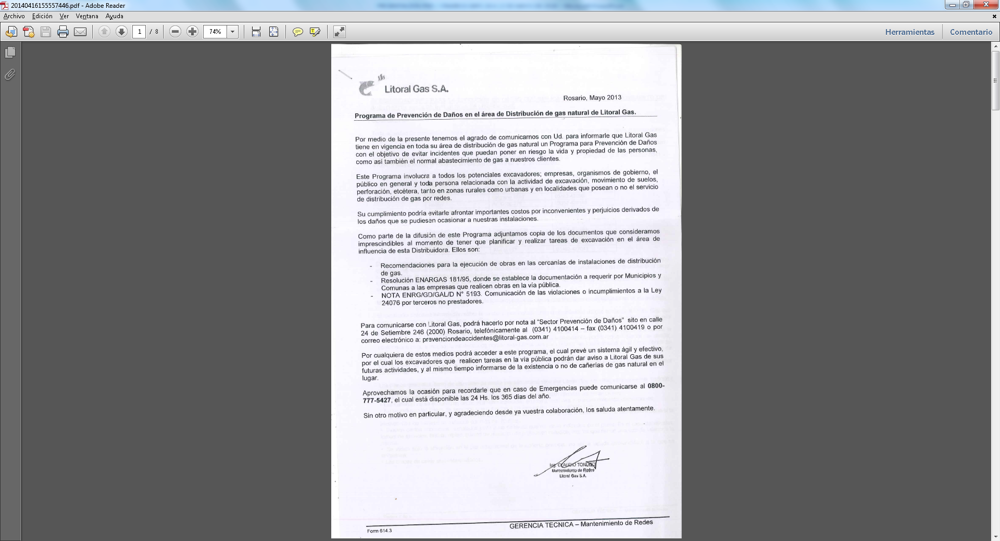 20140416155557446.pdf - Adobe Reader
Archivo Edición Ver Ventana Ayuda
1 / 8 74% Herramientas Comentario
Litoral Gas S.A.
Rosario, Mayo 2013
Programa de Prevención de Daños en el área de Distribución de gas natural de Litoral Gas.
Por medio de la presente tenemos el agrado de comunicarnos con Ud. para informarle que Litoral Gas
tiene en vigencia en toda su área de distribución de gas natural un Programa para Prevención de Daños
con el objetivo de evitar incidentes que puedan poner en riesgo la vida y propiedad de las personas,
como así también el normal abastecimiento de gas a nuestros clientes.
Este Programa involucra a todos los potenciales excavadores; empresas, organismos de gobierno, el
público en general y toda persona relacionada con la actividad de excavación, movimiento de suelos,
perforación, etcétera, tanto en zonas rurales como urbanas y en localidades que posean o no el servicio
de distribución de gas por redes.
Su cumplimiento podría evitarle afrontar importantes costos por inconvenientes y perjuicios derivados de
los daños que se pudiesen ocasionar a nuestras instalaciones.
Como parte de la difusión de este Programa adjuntamos copia de los documentos que consideramos
imprescindibles al momento de tener que planificar y realizar tareas de excavación en el área de
influencia de esta Distribuidora. Ellos son:
- Recomendaciones para la ejecución de obras en las cercanías de instalaciones de distribución
de gas.
- Resolución ENARGAS 181/95, donde se establece la documentación a requerir por Municipios y
Comunas a las empresas que realicen obras en la vía pública.
- NOTA ENRG/GD/GAL/D N° 5193. Comunicación de las violaciones o incumplimientos a la Ley
24076 por terceros no prestadores.
Para comunicarse con Litoral Gas, podrá hacerlo por nota al "Sector Prevención de Daños" sito en calle
24 de Setiembre 246 (2000) Rosario, telefónicamente al (0341) 4100414 – fax (0341) 4100419 o por
correo electrónico a: prevenciondeaccidentes@litoral-gas.com.ar
Por cualquiera de estos medios podrá acceder a este programa, el cual prevé un sistema ágil y efectivo,
por el cual los excavadores que realicen tareas en la vía pública podrán dar aviso a Litoral Gas de sus
futuras actividades, y al mismo tiempo informarse de la existencia o no de cañerías de gas natural en el
lugar.
Aprovechamos la ocasión para recordarle que en caso de Emergencias puede comunicarse al 0800-
777-5427, el cual está disponible las 24 Hs. los 365 días del año.
Sin otro motivo en particular, y agradeciendo desde ya vuestra colaboración, los saluda atentamente.
Ing. CLAUDIO
Mantenimiento de Redes
Litoral Gas S.A.
GERENCIA TECNICA – Mantenimiento de Redes
Form 614.3